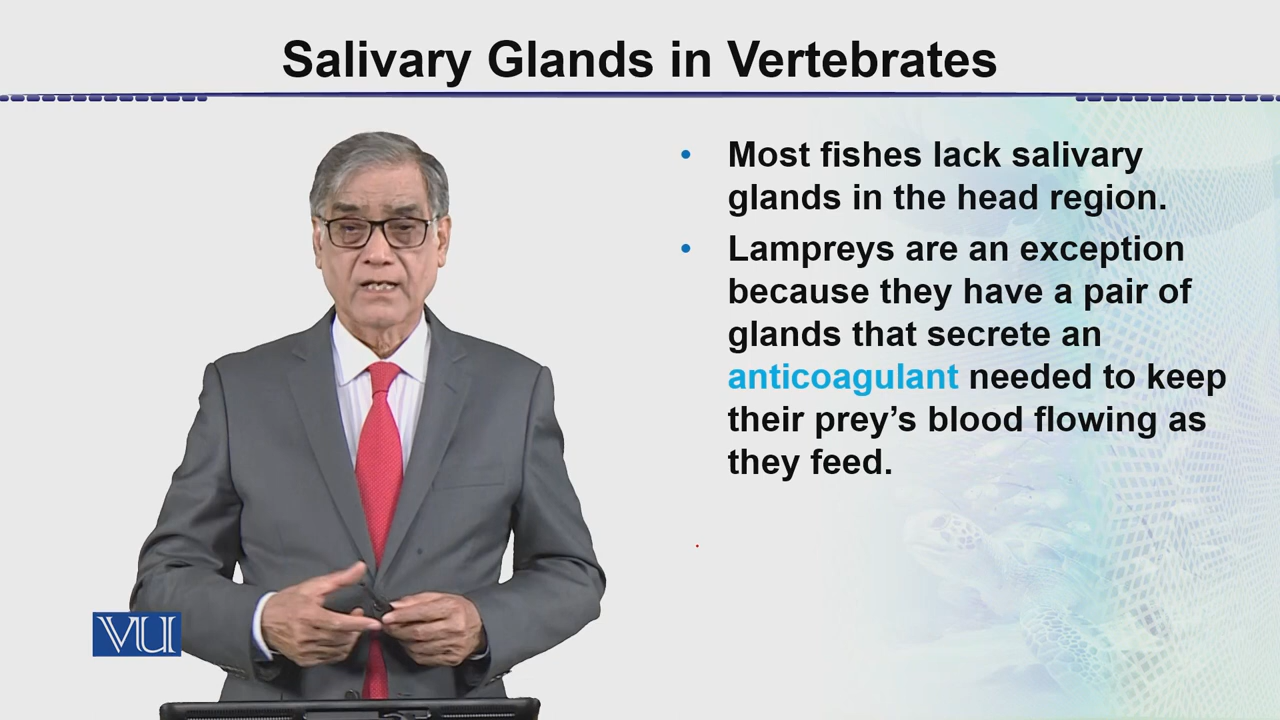 Salivary Glands in Vertebrates
• Most fishes lack salivary
glands in the head region.
• Lampreys are an exception
because they have a pair of
glands that secrete an
anticoagulant needed to keep
their prey’s blood flowing as
they feed.
VU